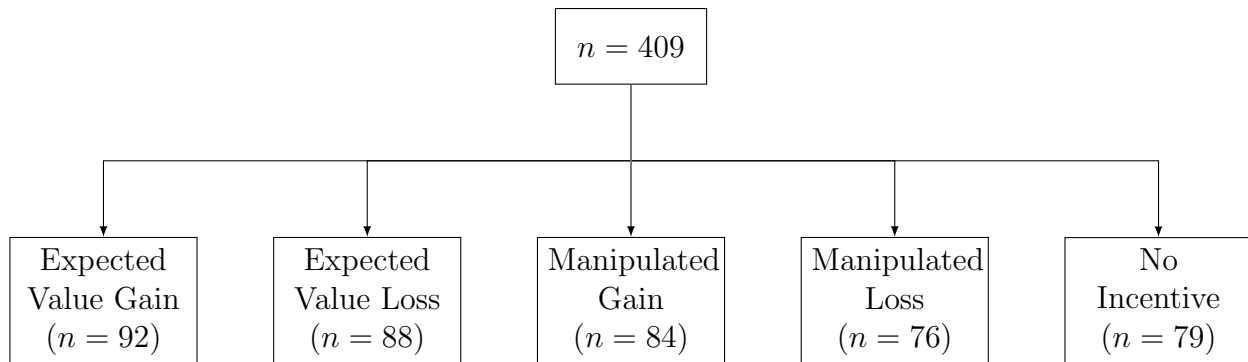 n = 409
Expected
Value Gain
(n = 92)
Expected
Value Loss
(n = 88)
Manipulated
Gain
(n = 84)
Manipulated
Loss
(n = 76)
No
Incentive
(n = 79)